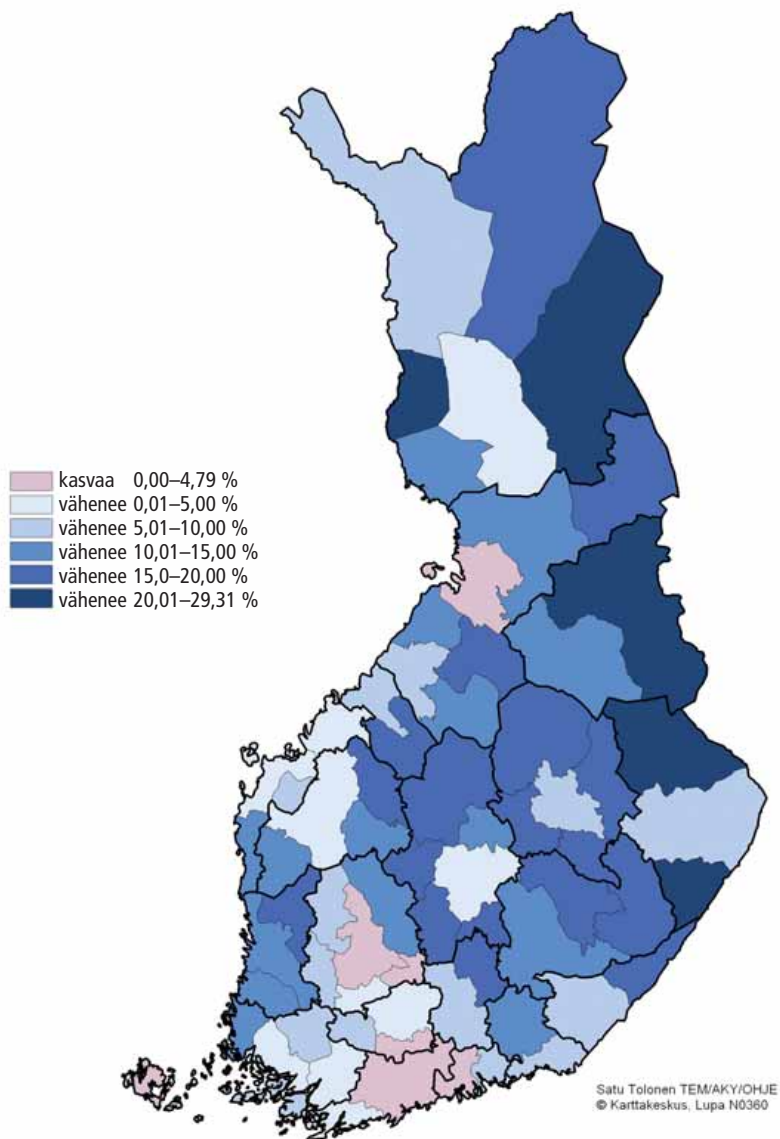 kasvaa 0,00–4,79 %
vähenee 0,01–5,00 %
vähenee 5,01–10,00 %
vähenee 10,01–15,00 %
vähenee 15,0–20,00 %
vähenee 20,01–29,31 %
Satu Tolonen TEM/AKY/OHJE
© Karttakeskus, Lupa N0360